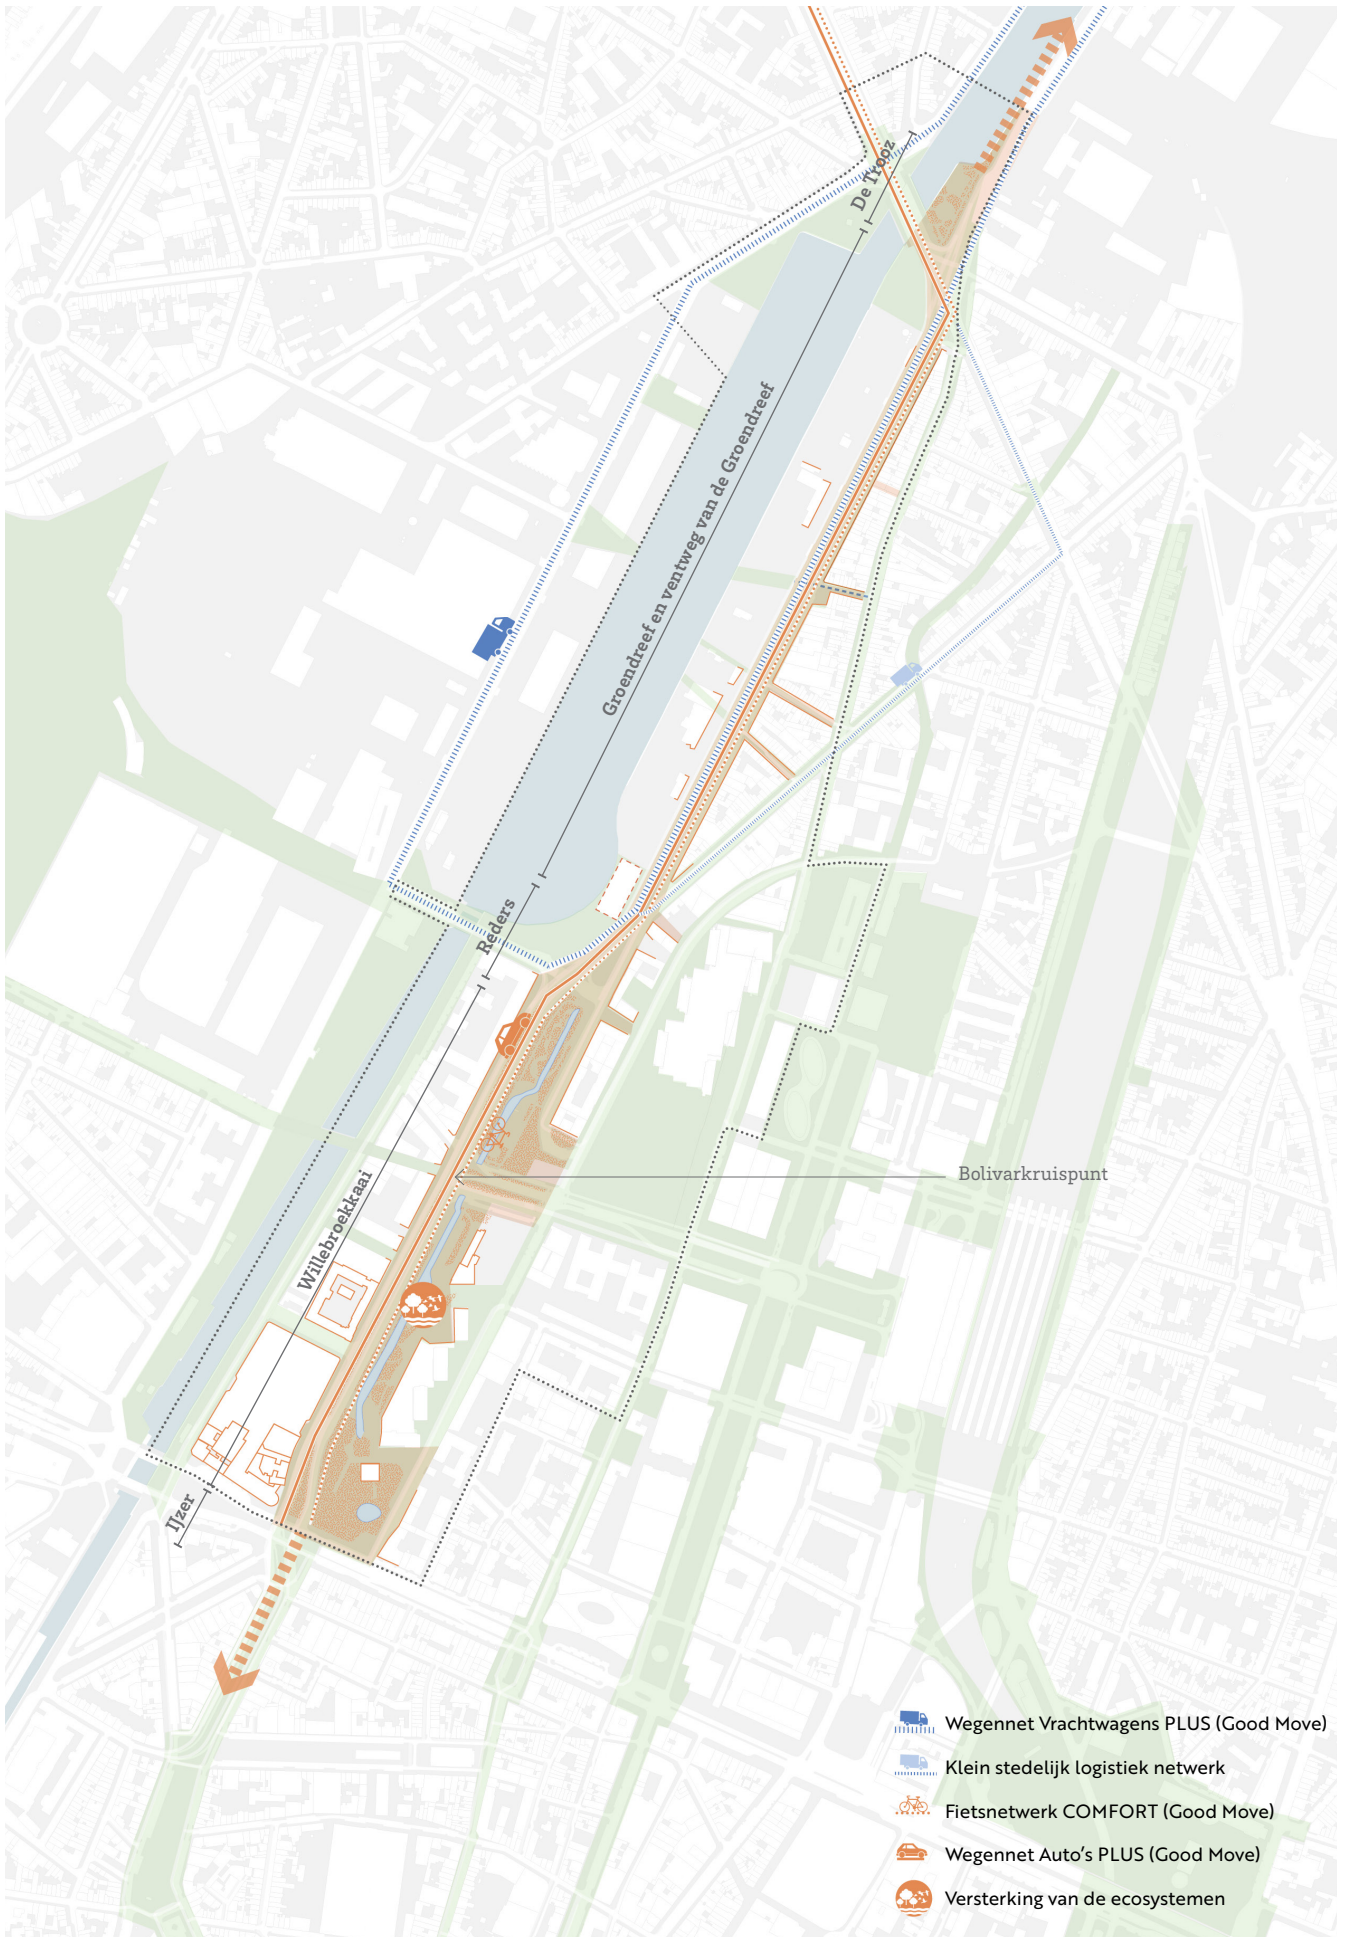 De Trooz
Groendreef en ventweg van de Groendreef
Reders
Bolivarkruispunt
Willebroekkaai
IJzer
Wegennet Vrachtwagens PLUS (Good Move)
Klein stedelijk logistiek netwerk
Fietsnetwerk COMFORT (Good Move)
Wegennet Auto's PLUS (Good Move)
Versterking van de ecosystemen